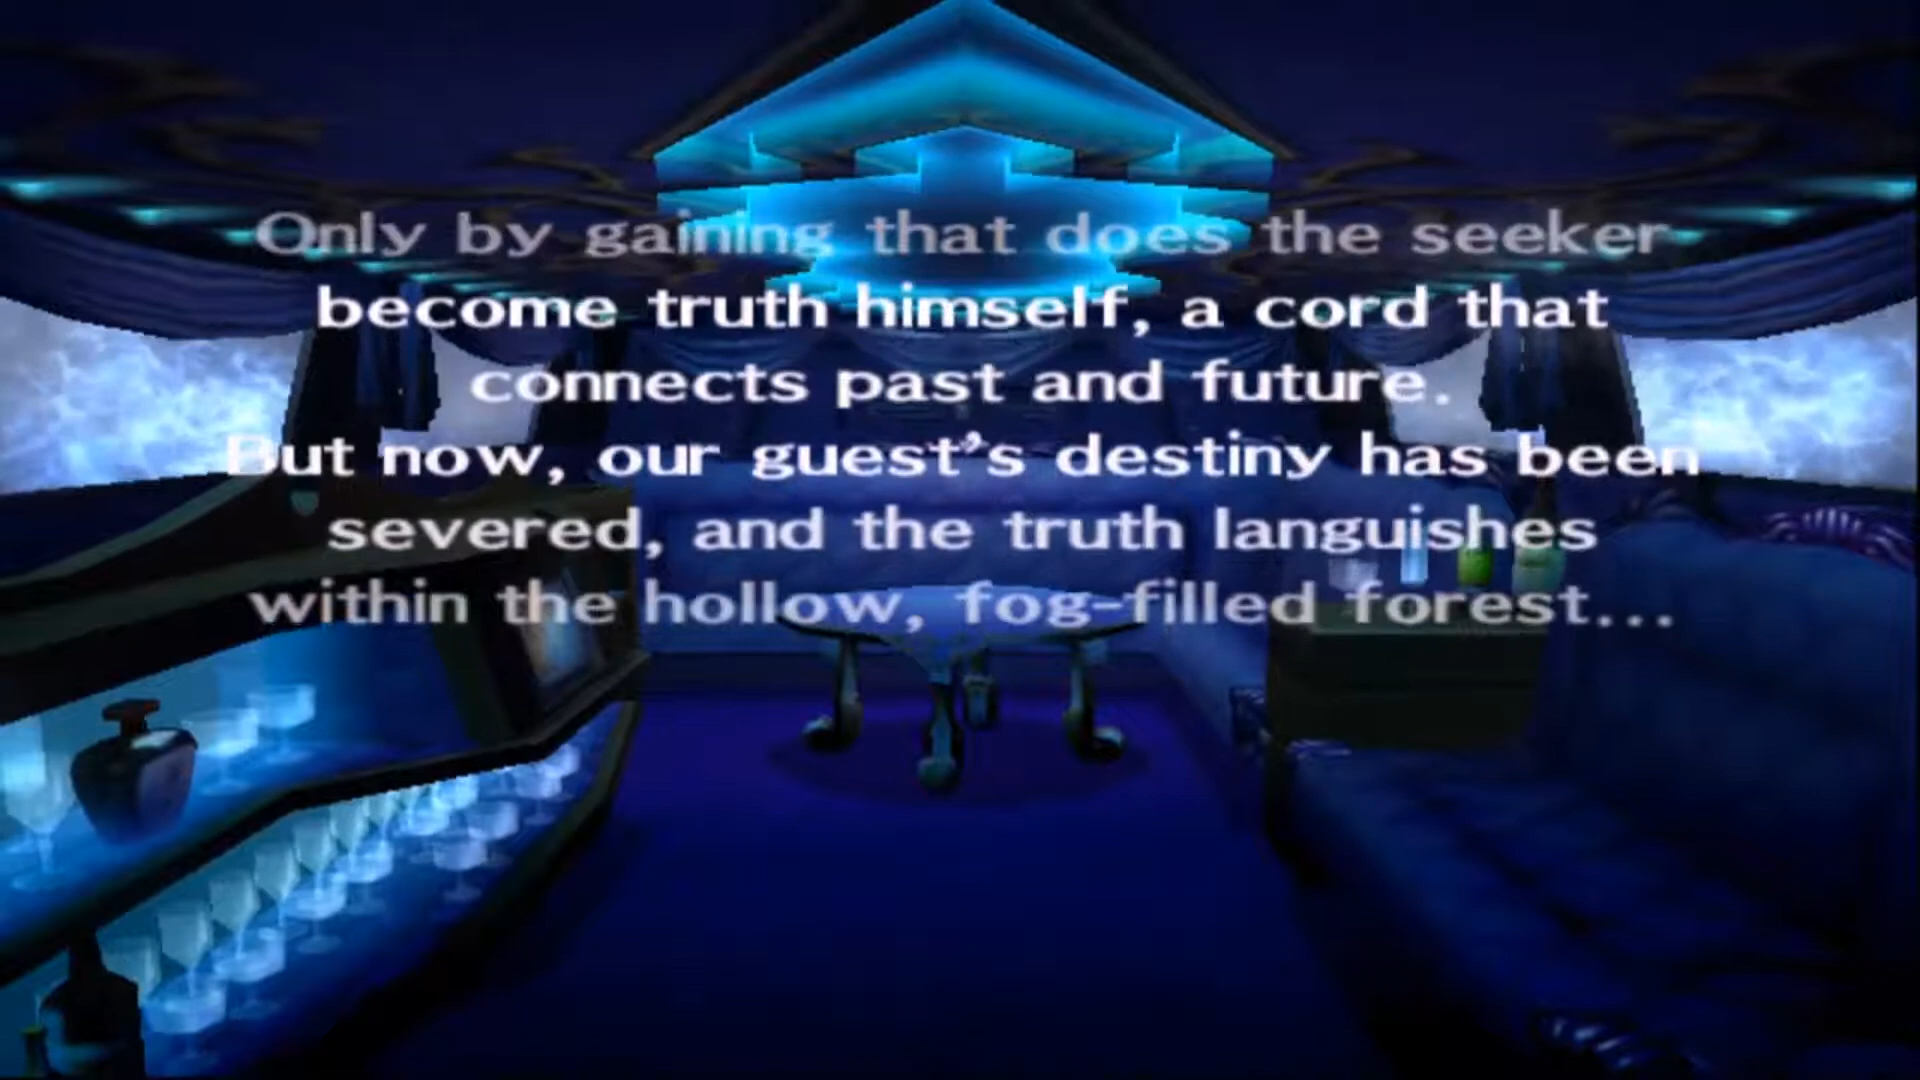 Only by gaining that does the seeker
become truth himself, a cord that
connects past and future.
But now, our guest's destiny has been
severed, and the truth languishes
within the hollow, fog-filled forest...